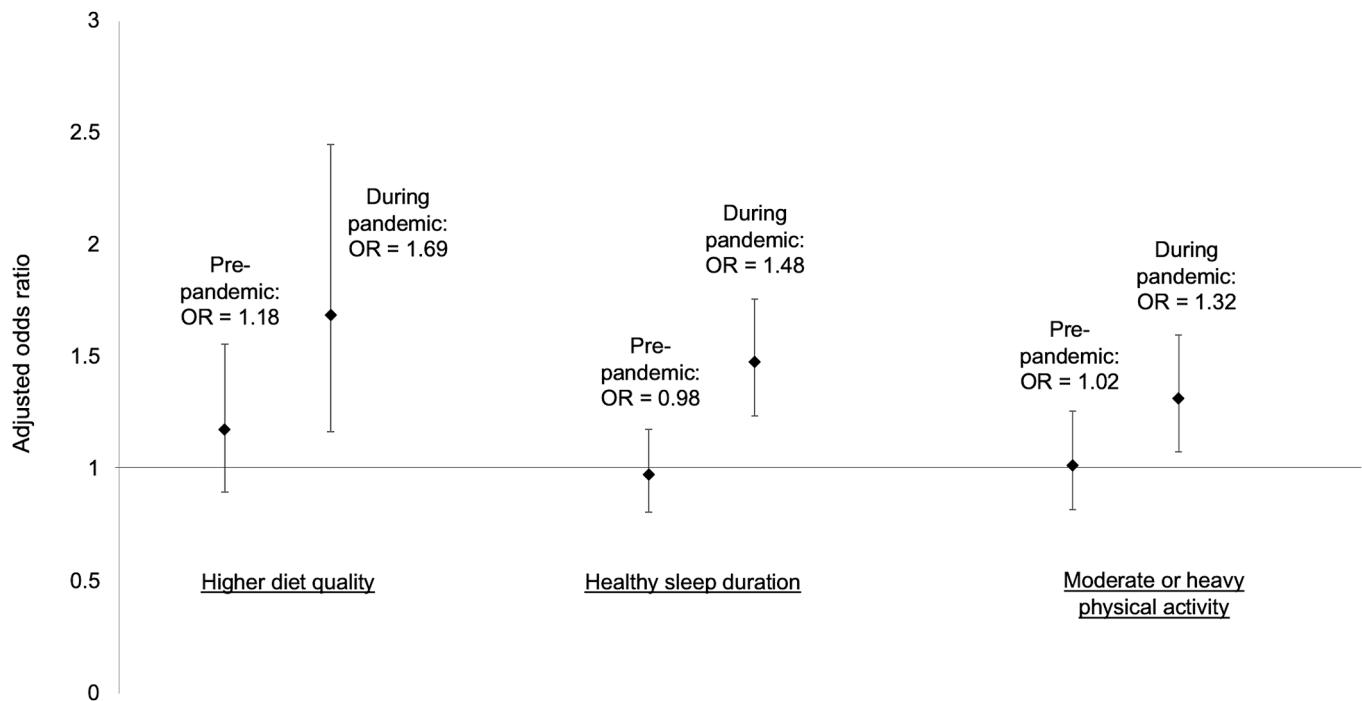 3
2.5
2
1.5
1
0.5
0
Adjusted odds ratio
Pre-
pandemic:
OR = 1.18
During
pandemic:
OR = 1.69
Pre-
pandemic:
OR = 0.98
During
pandemic:
OR = 1.48
Pre-
pandemic:
OR = 1.02
During
pandemic:
OR = 1.32
Higher diet quality
Healthy sleep duration
Moderate or heavy
physical activity